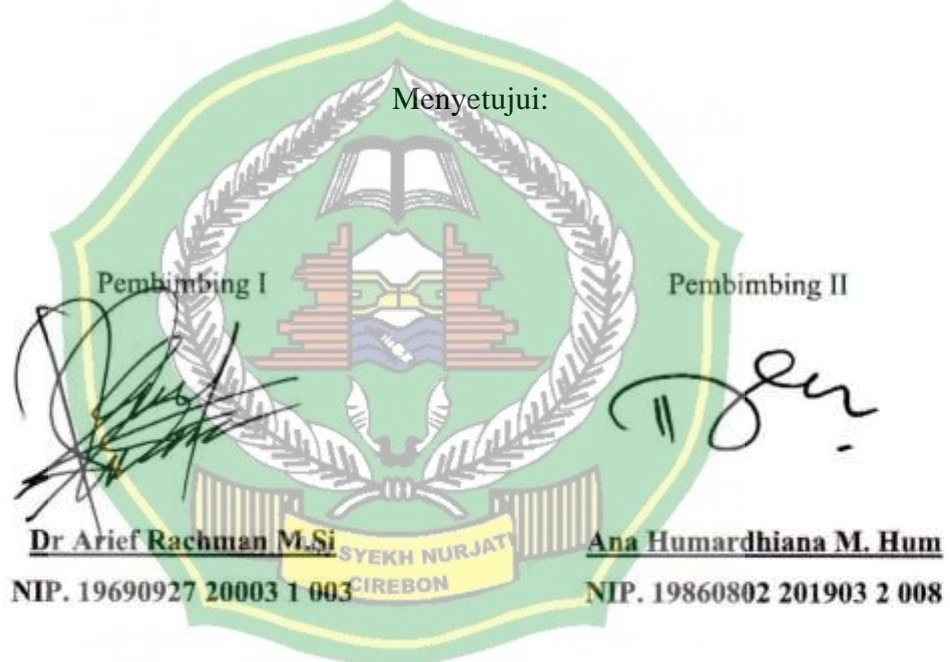 Menyetujui:
Pembimbing I
Pembimbing II
Dr Arief Rachman M.Si
Ana Humardhiana M. Hum
SYEKH NURJATI
CIREBON
NIP. 19690927 20003 1 003
NIP. 19860802 201903 2 008